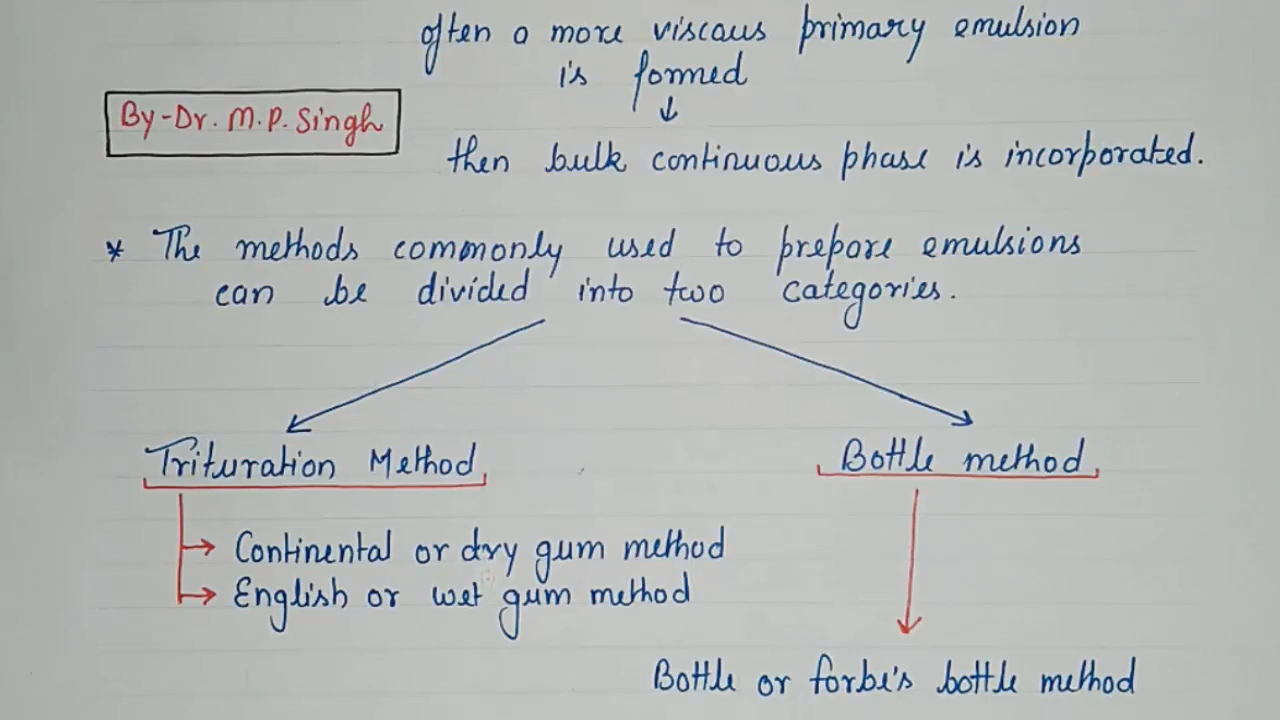 often a more viscous primary emulsion
is formed
By-Dr. M.P. Singh
then bulk continuous phase is incorporated.
* The methods commonly used to prepare emulsions
can be divided into two categories.
Trituration Method
Bottle method
Continental or dry gum method
English or wet gum method
Bottle or forbe's bottle method